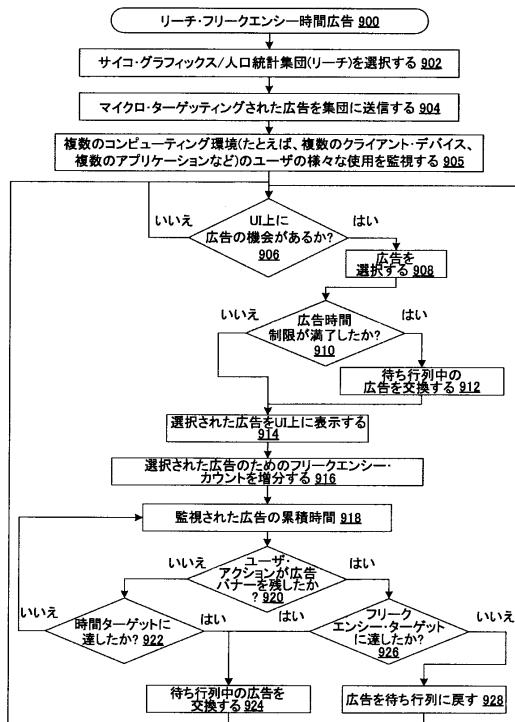 リーチ・フリークエンシー時間広告 900
サイコ・グラフィックス/人口統計集団(リーチ)を選択する 902
マイクロ・ターゲッティングされた広告を集団に送信する 904
複数のコンピューティング環境(たとえば、複数のクライアント・デバイス、
複数のアプリケーションなど)のユーザの様々な使用を監視する 905
いいえ
UI上に
広告の機会があるか?
906
はい
広告を
選択する 908
いいえ
広告時間
制限が満了したか?
910
はい
待ち行列中の
広告を交換する 912
選択された広告をUI上に表示する
914
選択された広告のためのフリークエンシー・
カウントを増分する 916
監視された広告の累積時間 918
いいえ
ユーザ・
アクションが広告
バナーを残したか
? 920
はい
いいえ
時間ターゲットに
達したか? 922
はい
はい
フリーク
エンシー・ターゲット
に達したか?
926
いいえ
待ち行列中の広告を
交換する 924
広告を待ち行列に戻す 928